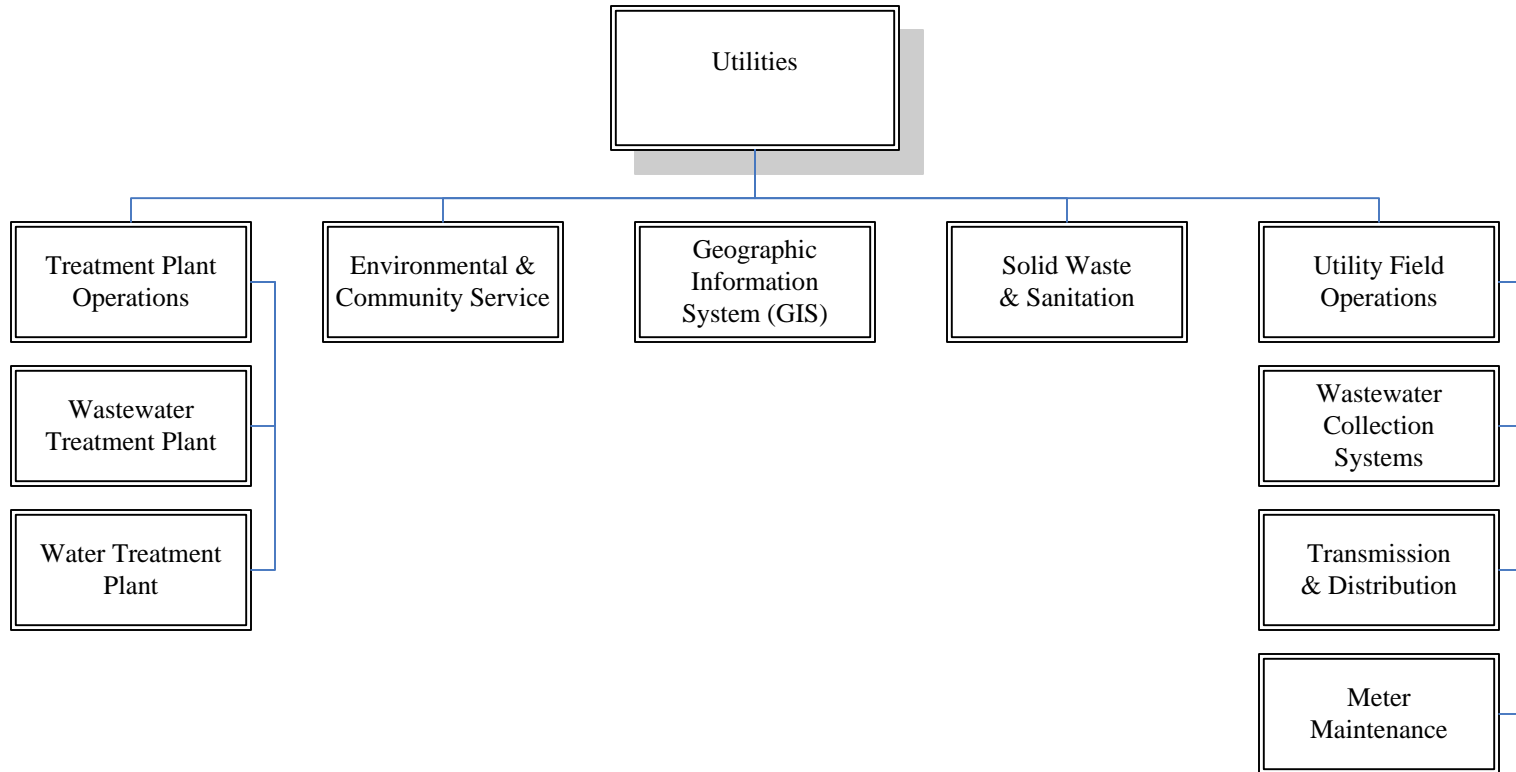 Utilities
Treatment Plant
Operations
Environmental &
Community Service
Geographic
Information
System (GIS)
Solid Waste
& Sanitation
Utility Field
Operations
Wastewater
Treatment Plant
Wastewater
Collection
Systems
Water Treatment
Plant
Transmission
& Distribution
Meter
Maintenance